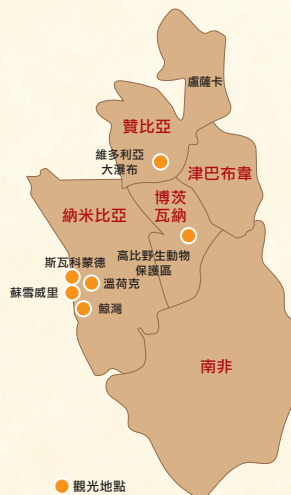 盧薩卡
贊比亞
維多利亞
大瀑布
津巴布韋
博茨
瓦納
納米比亞
高比野生動物
保護區
斯瓦科蒙德
溫荷克
蘇雪威里
鯨灣
南非
觀光地點